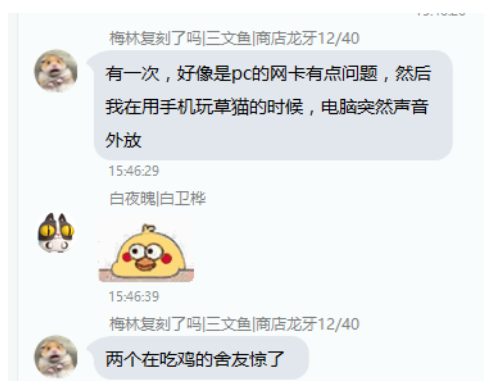 梅林复刻了吗|三文鱼|商店龙牙12/40
有一次，好像是pc的网卡有点问题，然后
我在用手机玩草猫的时候，电脑突然声音
外放
15:46:29
白夜魄|白卫桦
15:46:39
梅林复刻了吗|三文鱼|商店龙牙12/40
两个在吃鸡的舍友惊了